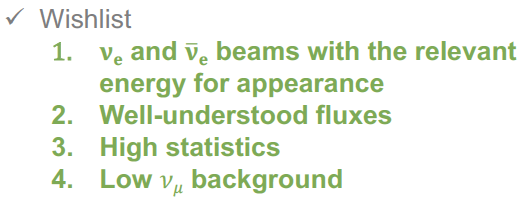 ✓ Wishlist
1. νₑ and ν̄ₑ beams with the relevant
energy for appearance
2. Well-understood fluxes
3. High statistics
4. Low ν_μ background